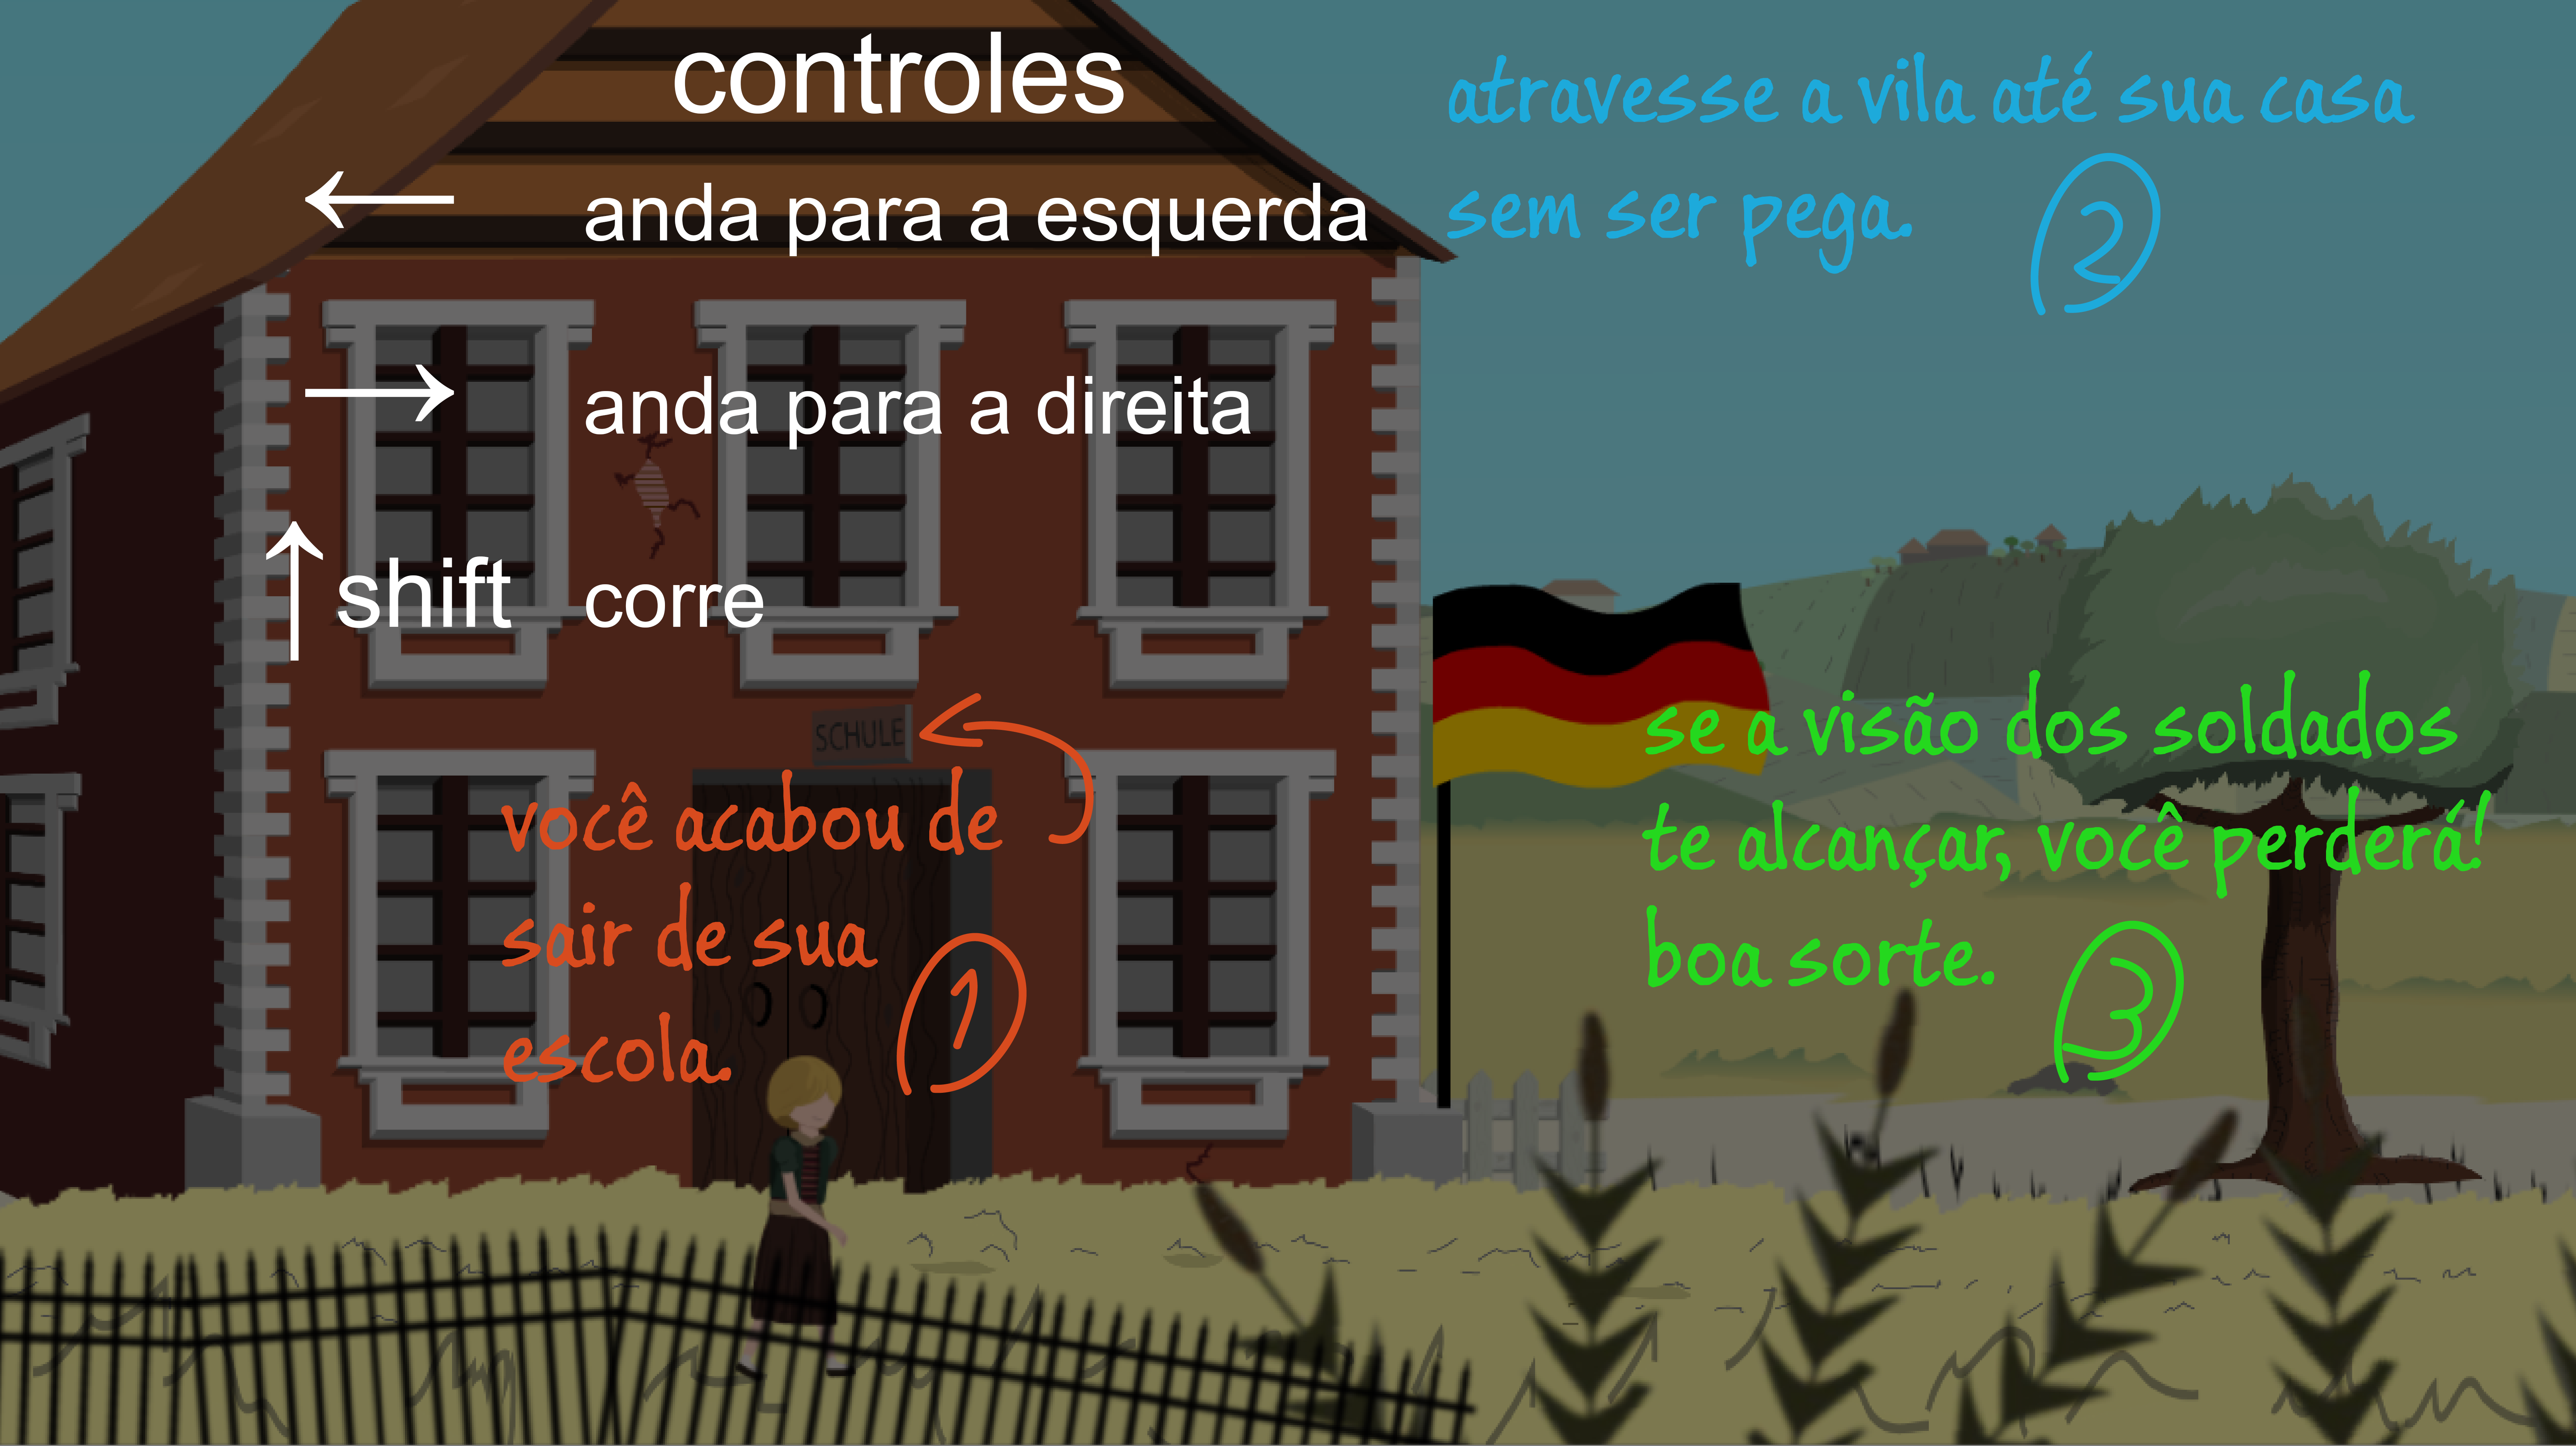 controles
← anda para a esquerda
→ anda para a direita
↑ shift corre
SCHULE
você acabou de
sair de sua
escola.
1
atravesse a vila até sua casa
sem ser pega.
2
se a visão dos soldados
te alcançar, você perderá!
boa sorte.
3